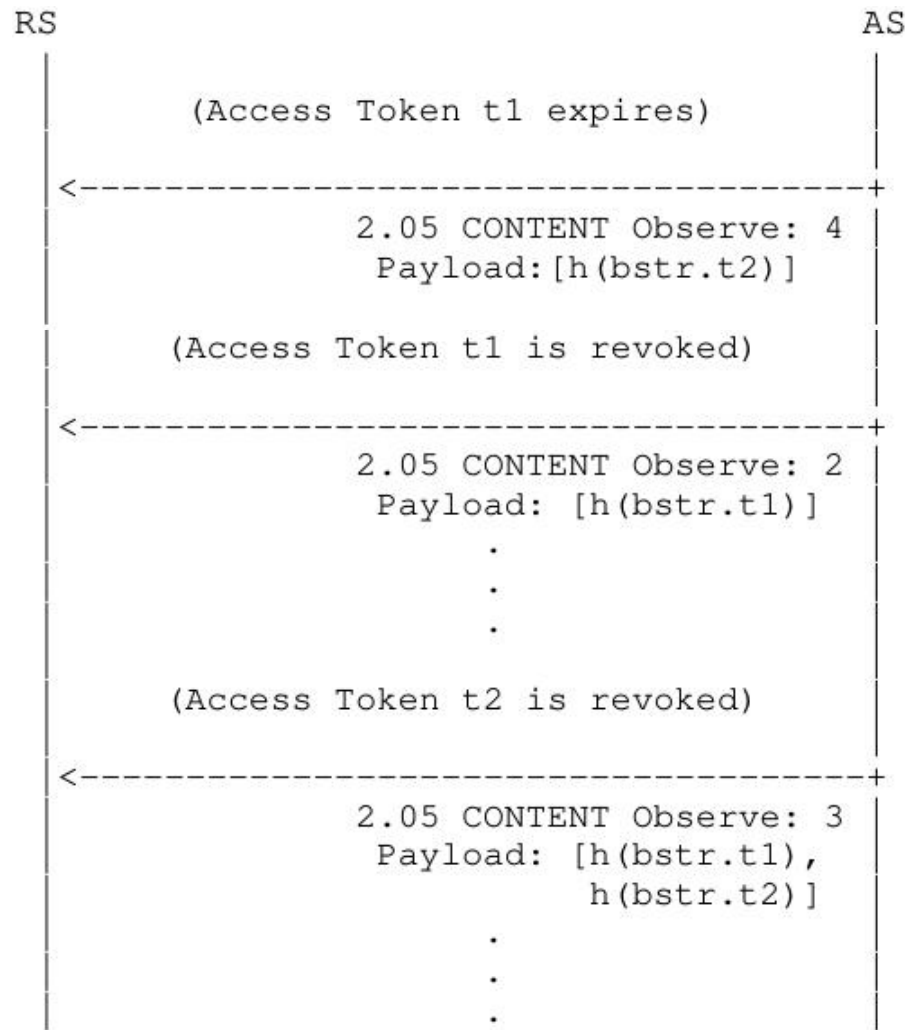 RS AS
(Access Token t1 expires)
<-------------------------------------+
2.05 CONTENT Observe: 4
Payload:[h(bstr.t2)]
(Access Token t1 is revoked)
<-------------------------------------+
2.05 CONTENT Observe: 2
Payload: [h(bstr.t1)]
.
.
.
(Access Token t2 is revoked)
<-------------------------------------+
2.05 CONTENT Observe: 3
Payload: [h(bstr.t1),
h(bstr.t2)]
.
.
.